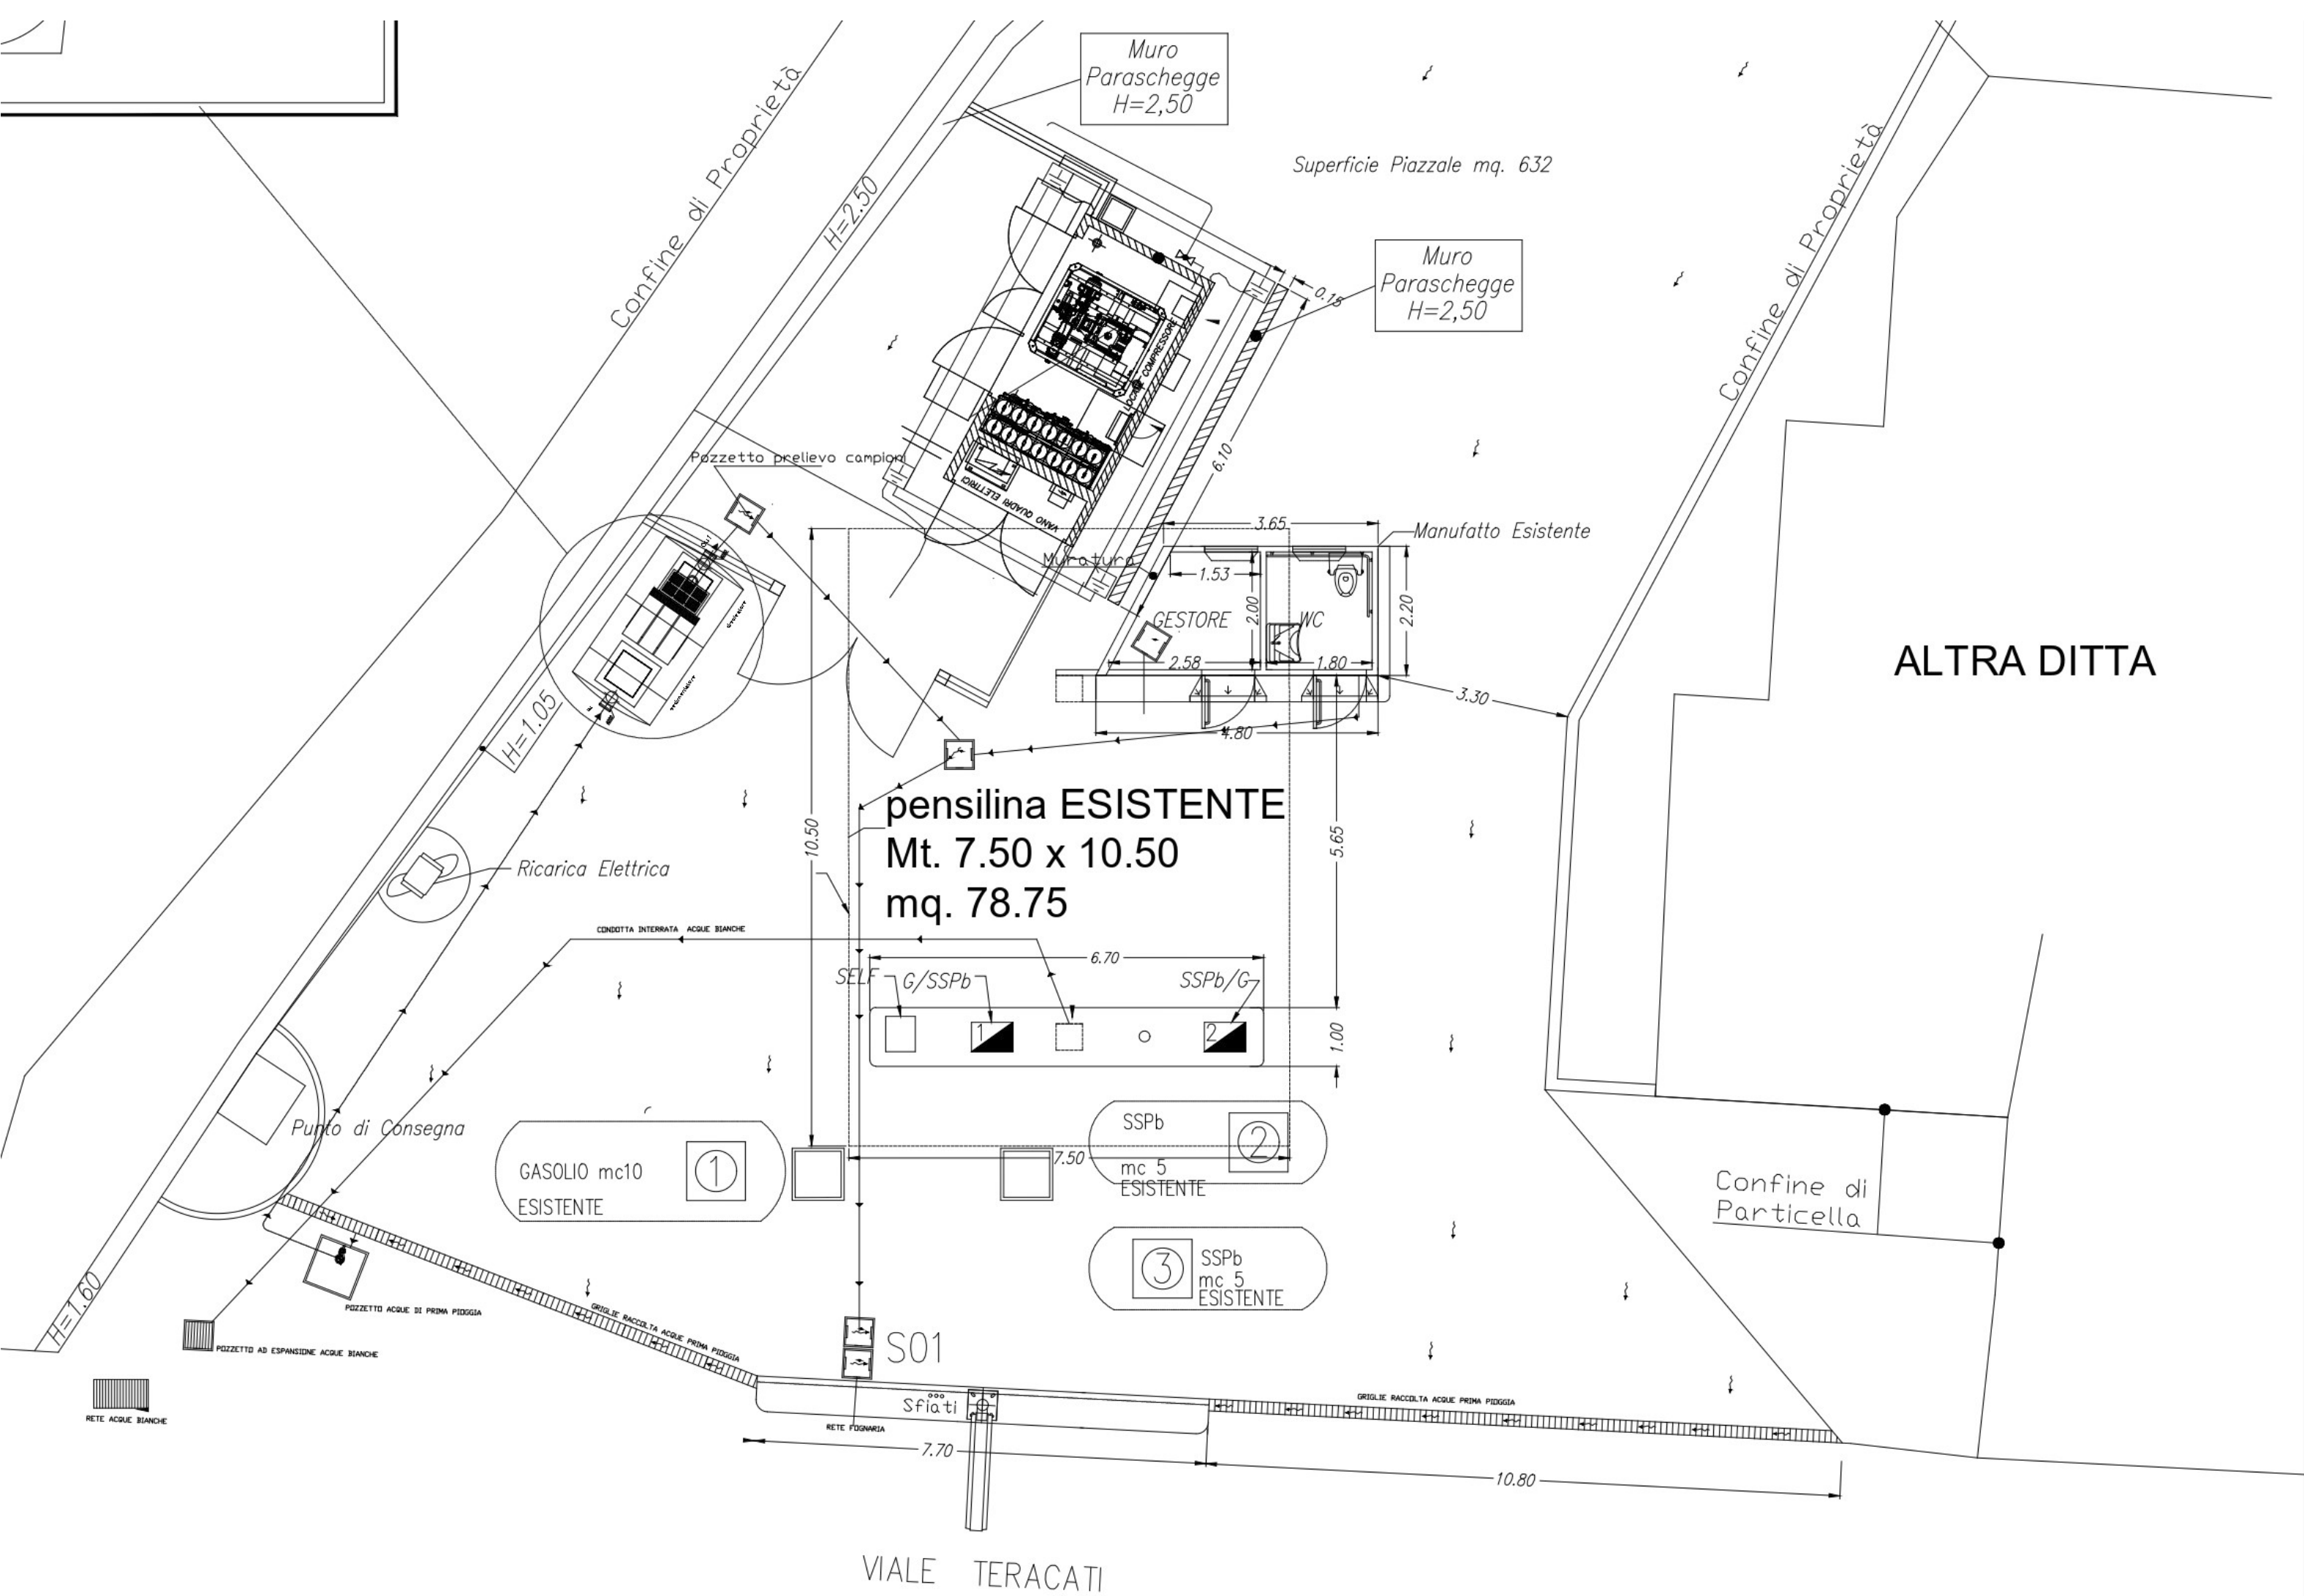 Muro
Paraschegge
H=2,50
Confine di Proprietà
H=2.50
Superficie Piazzale mq. 632
Confine di Proprietà
Muro
Paraschegge
H=2,50
0.15
LOCALE COMPRESSORE
6.10
Pozzetto prelievo campioni
VANO QUADRI ELETTRICI
3.65
Manufatto Esistente
Muratura
1.53
GESTORE
2.00
WC
2.20
2.58
1.80
3.30
4.80
ALTRA DITTA
H=1.05
pensilina ESISTENTE
Mt. 7.50 x 10.50
mq. 78.75
10.50
5.65
Ricarica Elettrica
CONDOTTA INTERRATA ACQUE BIANCHE
6.70
SELF
G/SSPb
SSPb/G
1
2
1.00
Punto di Consegna
GASOLIO mc10
ESISTENTE
1
7.50
SSPb
mc 5
ESISTENTE
2
3
SSPb
mc 5
ESISTENTE
Confine di
Particella
H=1.60
POZZETTO ACQUE DI PRIMA PIOGGIA
GRIGLIE RACCOLTA ACQUE PRIMA PIOGGIA
POZZETTO AD ESPANSIONE ACQUE BIANCHE
S01
RETE ACQUE BIANCHE
Sfiati
RETE FOGNARIA
GRIGLIE RACCOLTA ACQUE PRIMA PIOGGIA
7.70
10.80
VIALE TERACATI